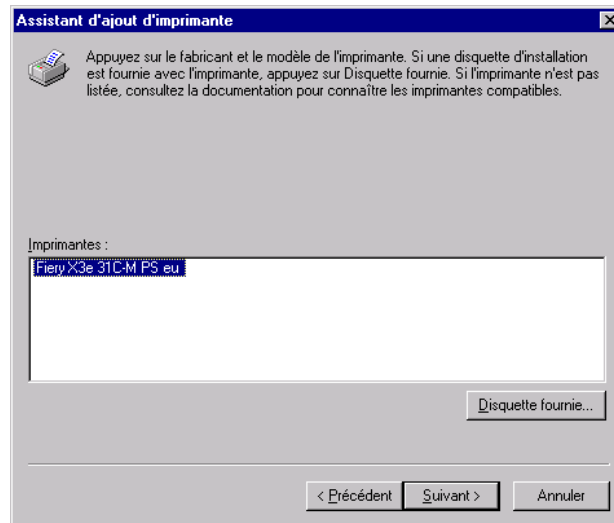 Assistant d'ajout d'imprimante
Appuyez sur le fabricant et le modèle de l'imprimante. Si une disquette d'installation
est fournie avec l'imprimante, appuyez sur Disquette fournie. Si l'imprimante n'est pas
listée, consultez la documentation pour connaître les imprimantes compatibles.
Imprimantes :
Fiery X3e 31C-M PS eu
Disquette fournie...
< Précédent Suivant > Annuler